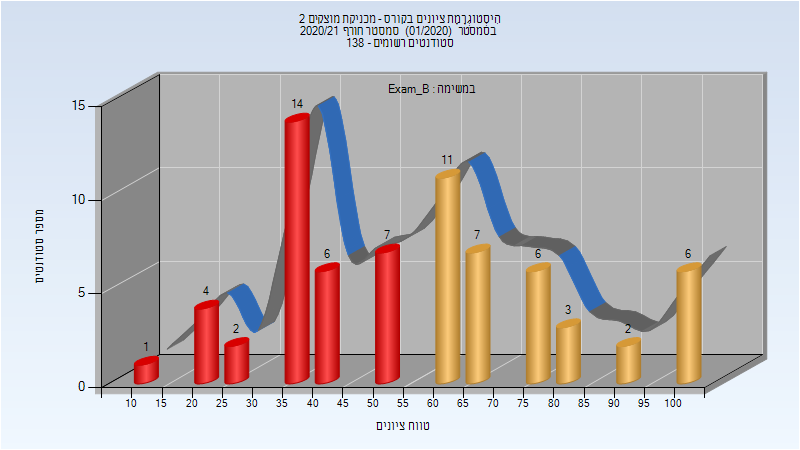 היסטוגרמת ציונים בקורס - מכניקת מוצקים 2
בסמסטר (01/2020) סמסטר חורף 2020/21
סטודנטים רשומים - 138
במשימה : Exam_B
מספר סטודנטים
15
10
5
0
1
4
2
14
6
7
11
7
6
3
2
6
10 15 20 25 30 35 40 45 50 55 60 65 70 75 80 85 90 95 100
טווח ציונים